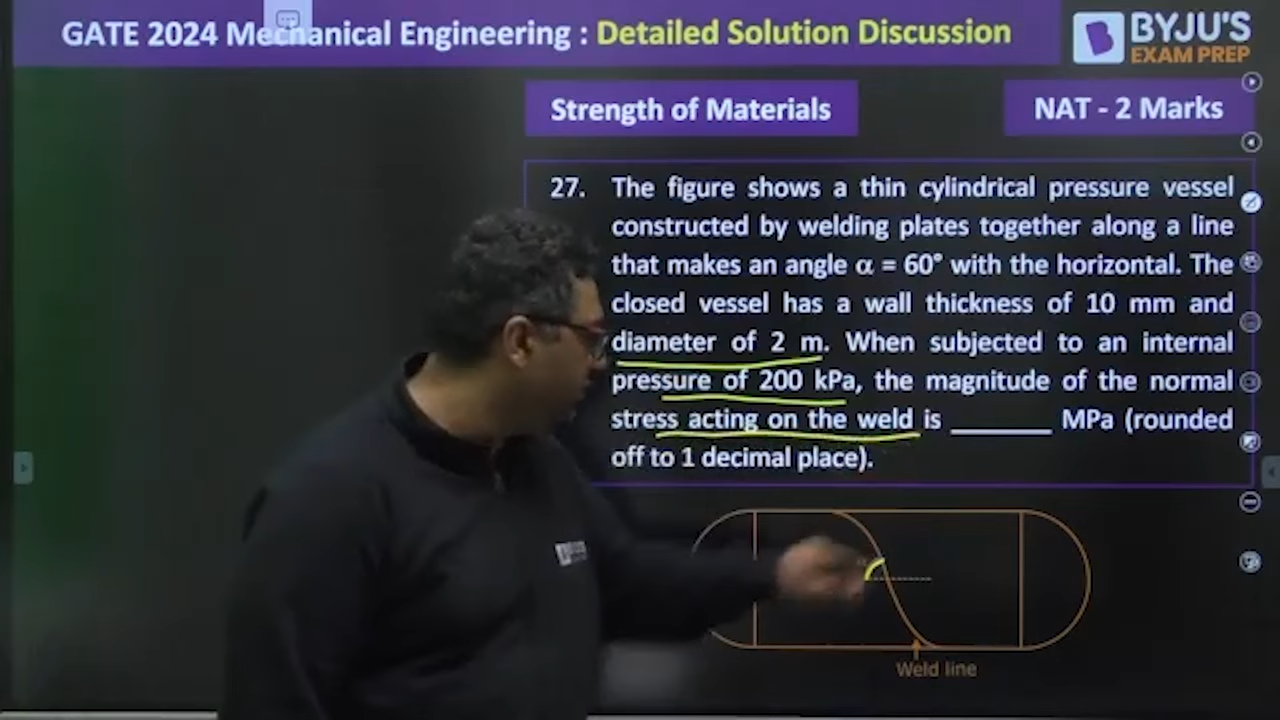 GATE 2024 Mechanical Engineering : Detailed Solution Discussion
BYJU'S
EXAM PREP
Strength of Materials
NAT - 2 Marks
27. The figure shows a thin cylindrical pressure vessel
constructed by welding plates together along a line
that makes an angle α = 60° with the horizontal. The
closed vessel has a wall thickness of 10 mm and
diameter of 2 m. When subjected to an internal
pressure of 200 kPa, the magnitude of the normal
stress acting on the weld is ________ MPa (rounded
off to 1 decimal place).
Weld line